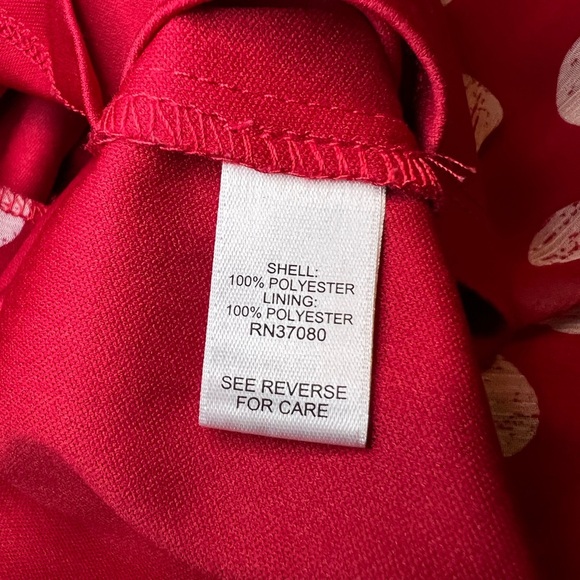 SHELL:
100% POLYESTER
LINING:
100% POLYESTER
RN37080
SEE REVERSE
FOR CARE